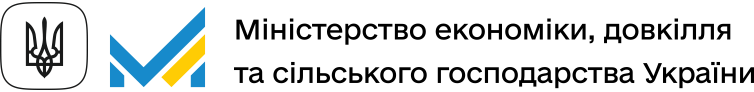 Міністерство економіки, довкілля
та сільського господарства України